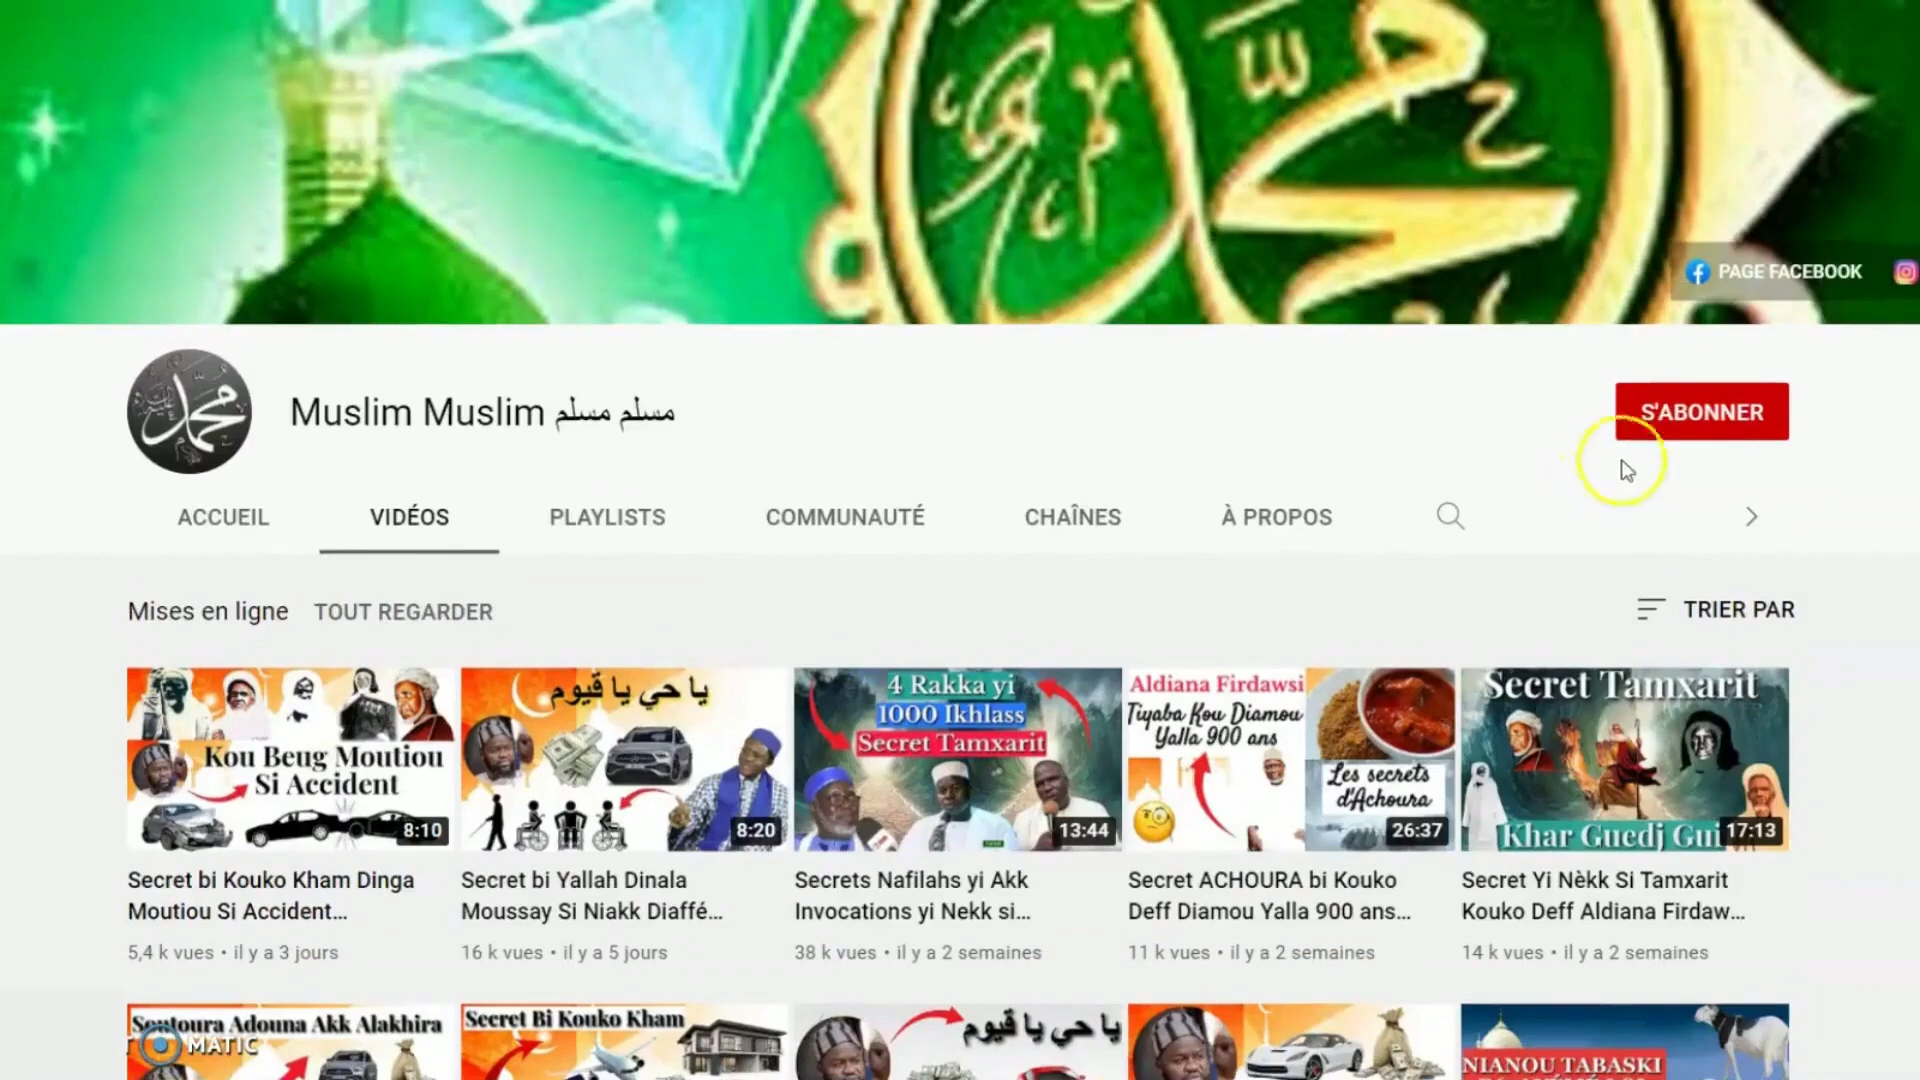 محمد
PAGE FACEBOOK
Muslim Muslim مسلم مسلم
S'ABONNER
ACCUEIL
VIDÉOS
PLAYLISTS
COMMUNAUTÉ
CHAÎNES
À PROPOS
Mises en ligne
TOUT REGARDER
TRIER PAR
Kou Beug Moutiou
Si Accident
8:10
يا حي يا قيوم
8:20
4 Rakka yi
1000 Ikhlass
Secret Tamxarit
13:44
Aldiana Firdawsi
Tiyaba Kou Diamou
Yalla 900 ans
Les secrets
d'Achoura
26:37
Secret Tamxarit
Khar Guedj Gui
17:13
Secret bi Kouko Kham Dinga
Moutiou Si Accident...
5,4 k vues • il y a 3 jours
Secret bi Yallah Dinala
Moussay Si Niakk Diaffé...
16 k vues • il y a 5 jours
Secrets Nafilahs yi Akk
Invocations yi Nekk si...
38 k vues • il y a 2 semaines
Secret ACHOURA bi Kouko
Deff Diamou Yalla 900 ans...
11 k vues • il y a 2 semaines
Secret Yi Nèkk Si Tamxarit
Kouko Deff Aldiana Firdaw...
14 k vues • il y a 2 semaines
Soutoura Adouna Akk Alakhira
MATIC
Secret Bi Kouko Kham
يا حي يا قيوم
NIANOU TABASKI